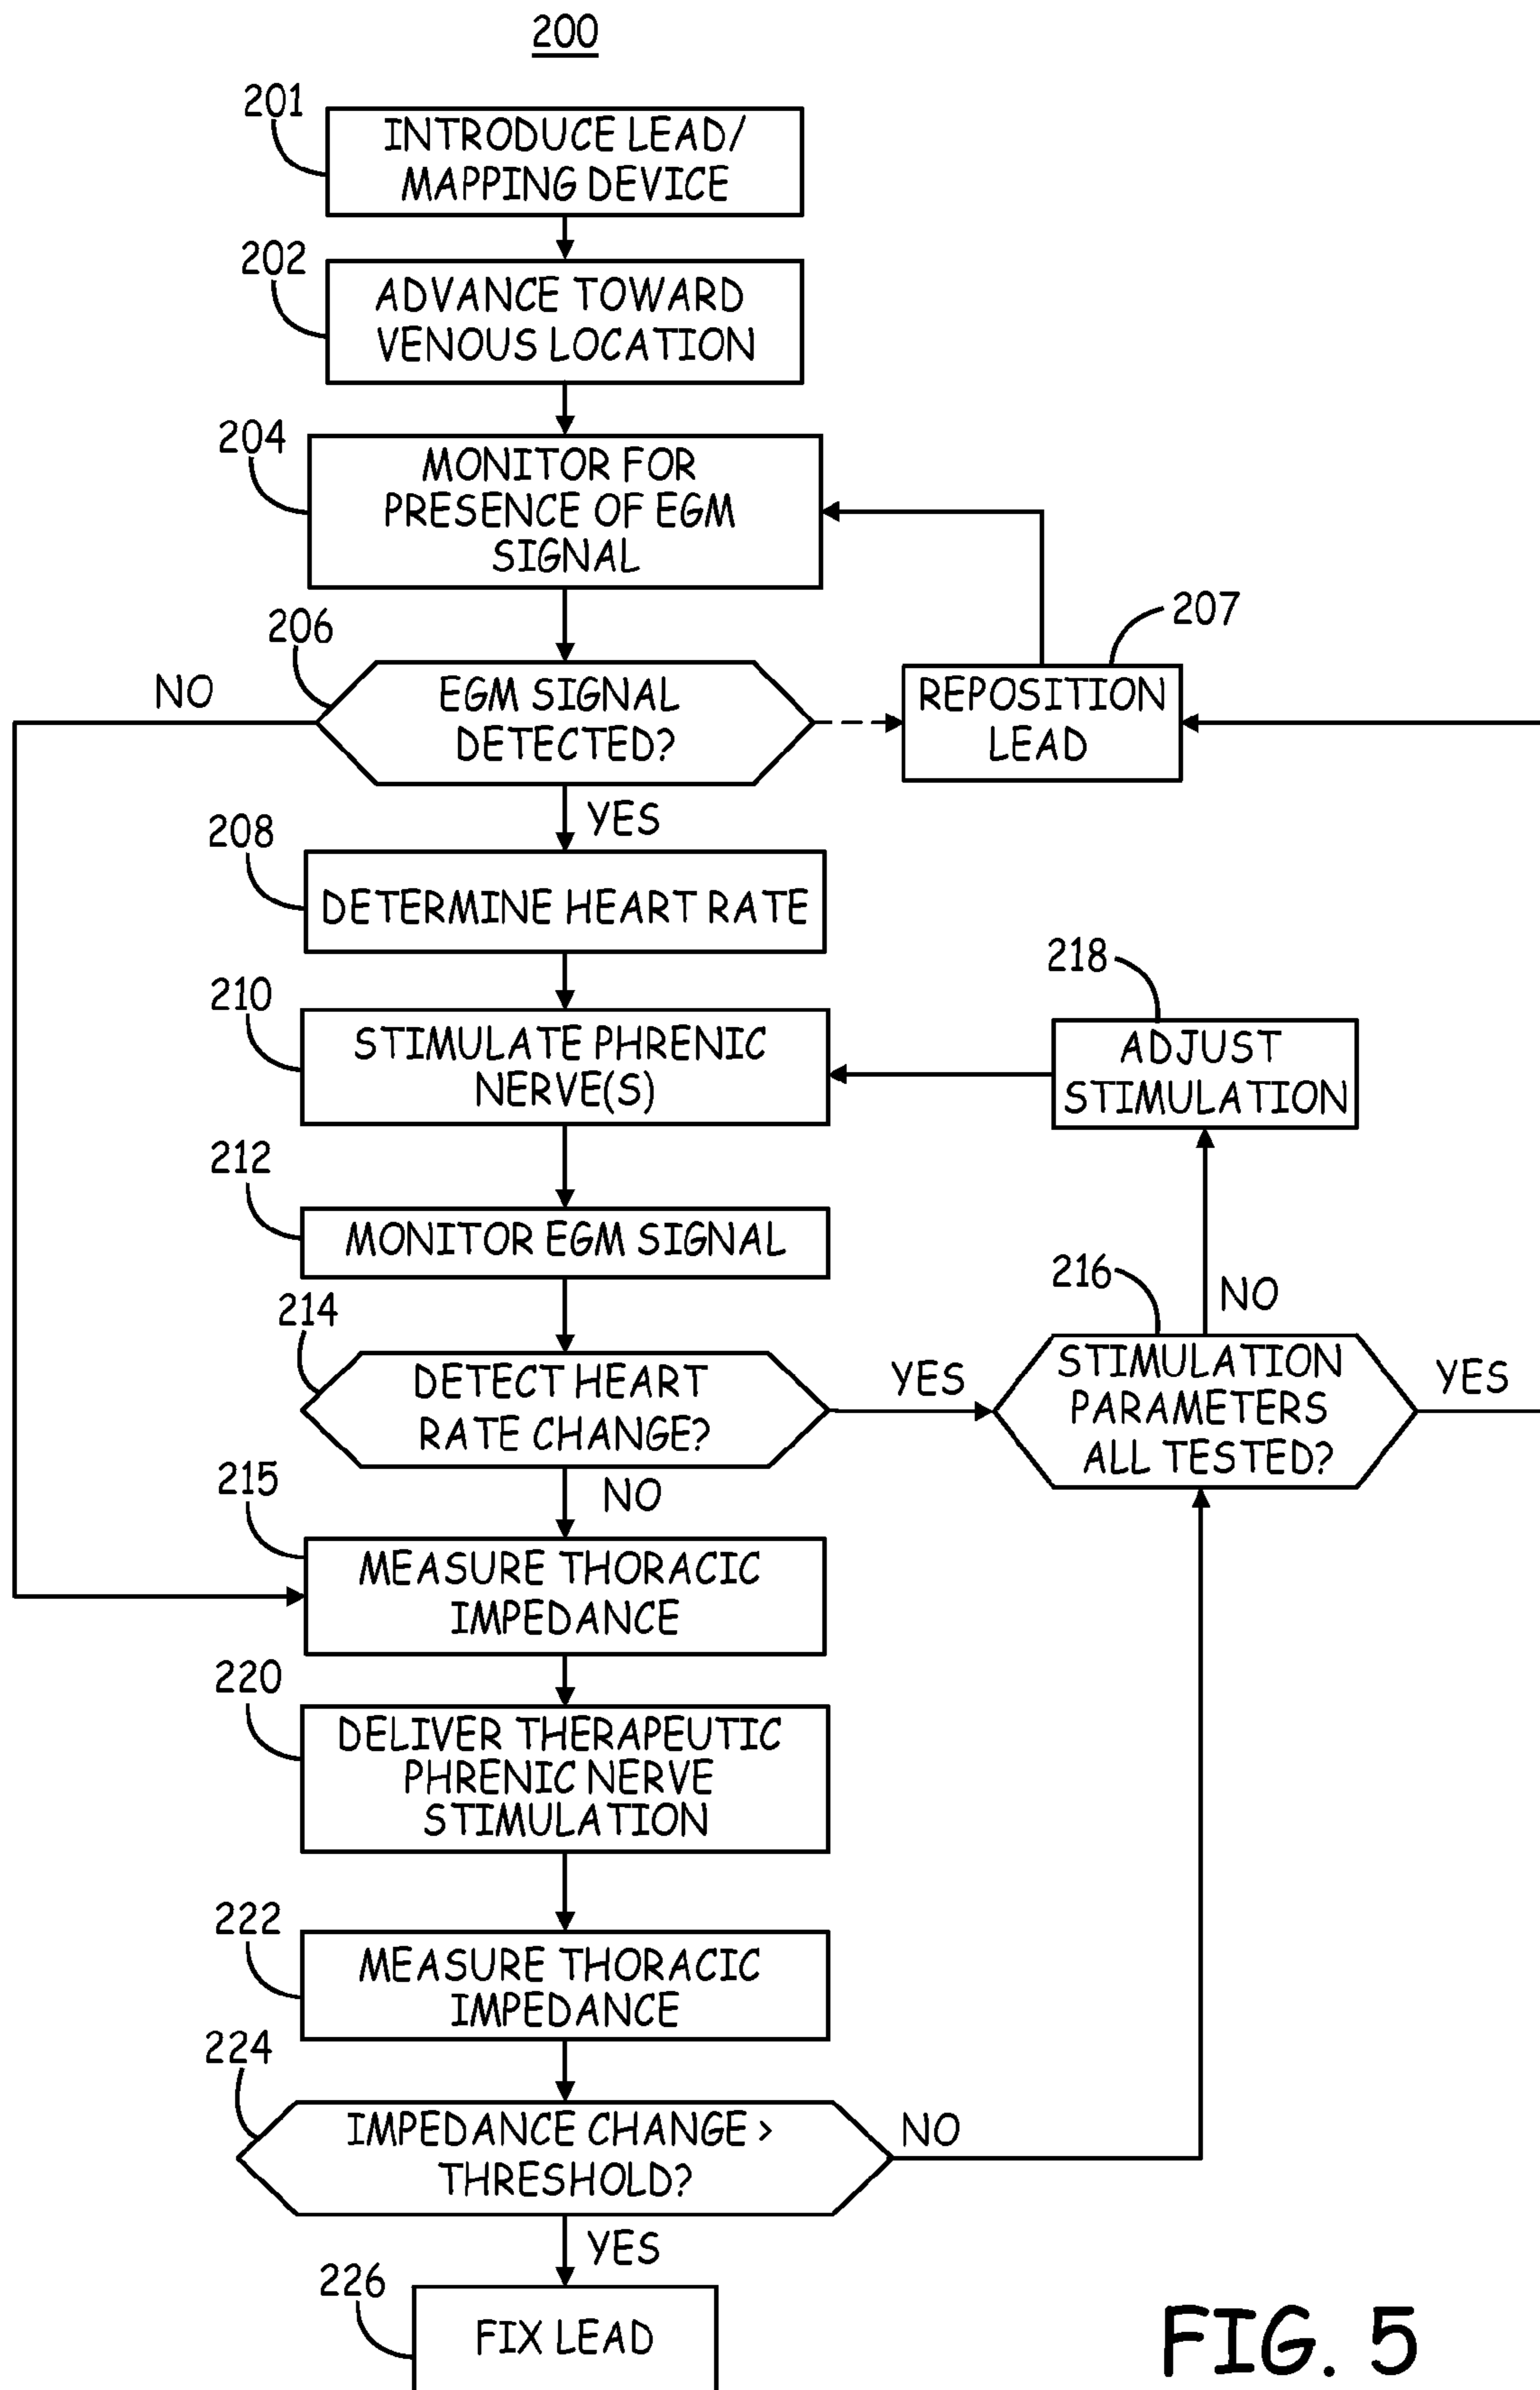 200
201
INTRODUCE LEAD/
MAPPING DEVICE
202
ADVANCE TOWARD
VENOUS LOCATION
204
MONITOR FOR
PRESENCE OF EGM
SIGNAL
206
NO
EGM SIGNAL
DETECTED?
207
REPOSITION
LEAD
YES
208
DETERMINE HEART RATE
210
STIMULATE PHRENIC
NERVE(S)
218
ADJUST
STIMULATION
212
MONITOR EGM SIGNAL
214
DETECT HEART
RATE CHANGE?
YES
216
NO
STIMULATION
PARAMETERS
ALL TESTED?
YES
NO
215
MEASURE THORACIC
IMPEDANCE
220
DELIVER THERAPEUTIC
PHRENIC NERVE
STIMULATION
222
MEASURE THORACIC
IMPEDANCE
224
IMPEDANCE CHANGE >
THRESHOLD?
NO
YES
226
FIX LEAD
FIG. 5